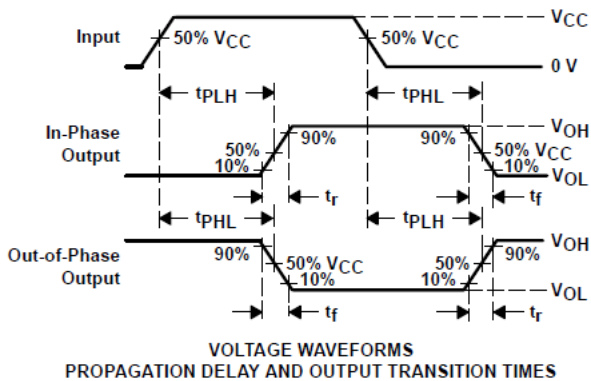 VCC
Input
50% VCC
50% VCC
0 V
tPLH
tPHL
In-Phase
Output
VOH
90%
90%
50%
50% VCC
10%
10%
VOL
tr
tf
tPHL
tPLH
Out-of-Phase
Output
VOH
90%
90%
50% VCC
50%
10%
10%
VOL
tf
tr
VOLTAGE WAVEFORMS
PROPAGATION DELAY AND OUTPUT TRANSITION TIMES